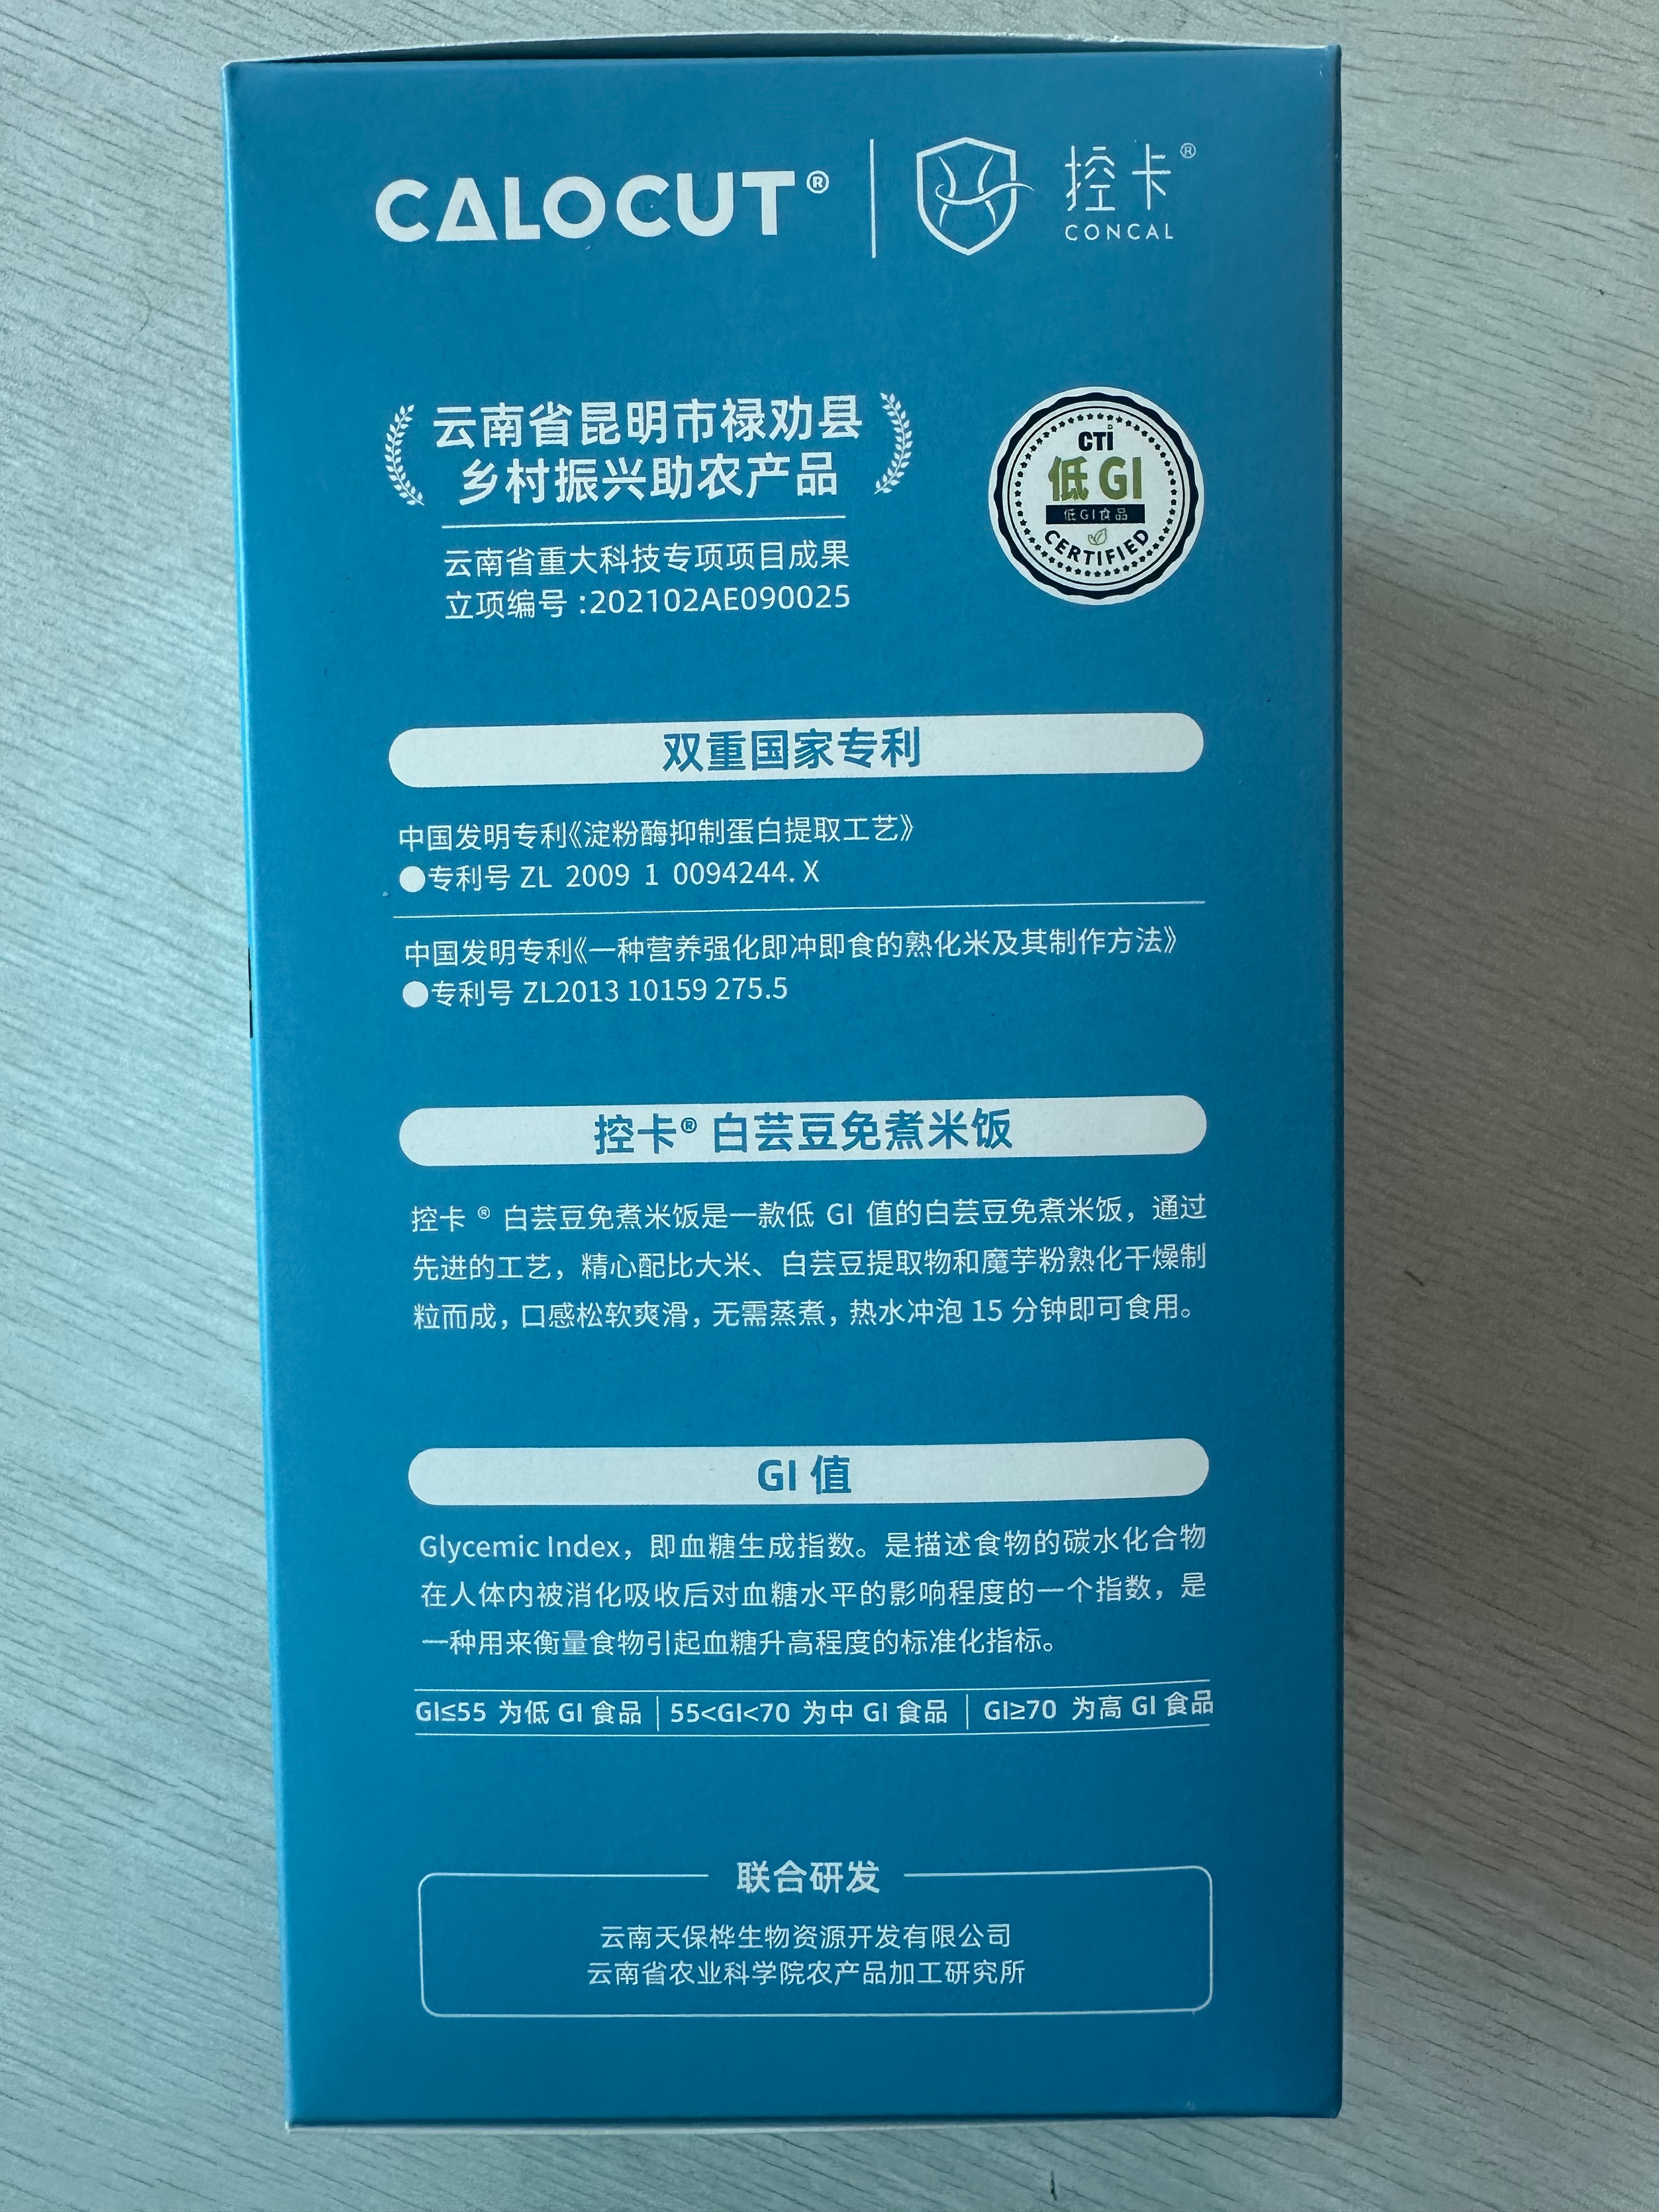 CALOCUT®
控卡®
CONCAL
云南省昆明市禄劝县
乡村振兴助农产品
云南省重大科技专项项目成果
立项编号:202102AE090025
CTi
低GI
低GI食品
CERTIFIED
双重国家专利
中国发明专利《淀粉酶抑制蛋白提取工艺》
●专利号 ZL 2009 1 0094244. X
中国发明专利《一种营养强化即冲即食的熟化米及其制作方法》
●专利号 ZL2013 10159 275.5
控卡® 白芸豆免煮米饭
控卡 ® 白芸豆免煮米饭是一款低 GI 值的白芸豆免煮米饭，通过
先进的工艺，精心配比大米、白芸豆提取物和魔芋粉熟化干燥制
粒而成，口感松软爽滑，无需蒸煮，热水冲泡 15 分钟即可食用。
GI 值
Glycemic Index，即血糖生成指数。是描述食物的碳水化合物
在人体内被消化吸收后对血糖水平的影响程度的一个指数，是
一种用来衡量食物引起血糖升高程度的标准化指标。
GI≤55 为低 GI 食品 | 55<GI<70 为中 GI 食品 | GI≥70 为高 GI 食品
联合研发
云南天保桦生物资源开发有限公司
云南省农业科学院农产品加工研究所